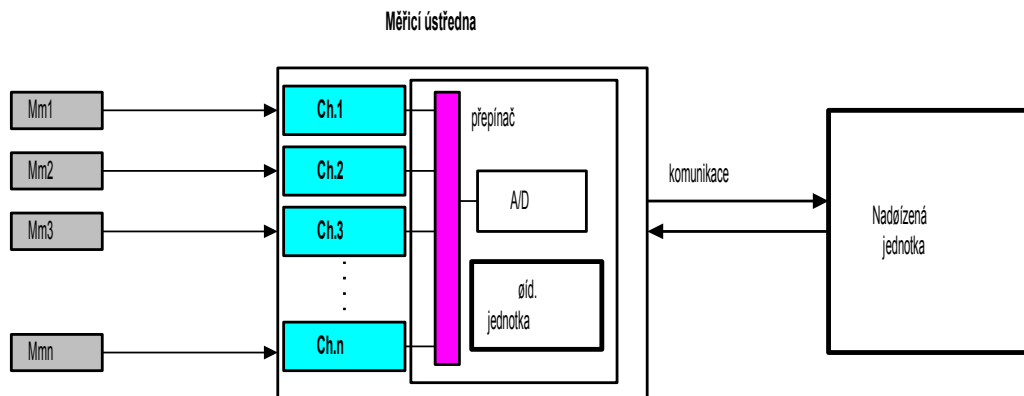 Měřicí ústředna
Mm1
Ch.1
přepínač
Mm2
Ch.2
komunikace
A/D
Mm3
Ch.3
Nadøízená
jednotka
øíd.
jednotka
Mmn
Ch.n